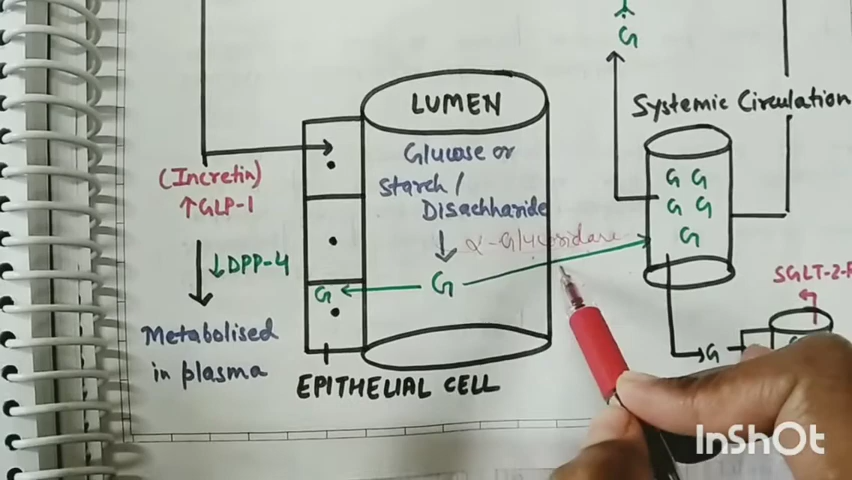 G
LUMEN
Systemic Circulation
Glucose or
Starch /
Disachharide
(Incretin)
↑GLP-1
α-Glucosidase
G G
G G
G
↓DPP-4
G
G
SGLT-2-R
Metabolised
in plasma
G
EPITHELIAL CELL
InShOt